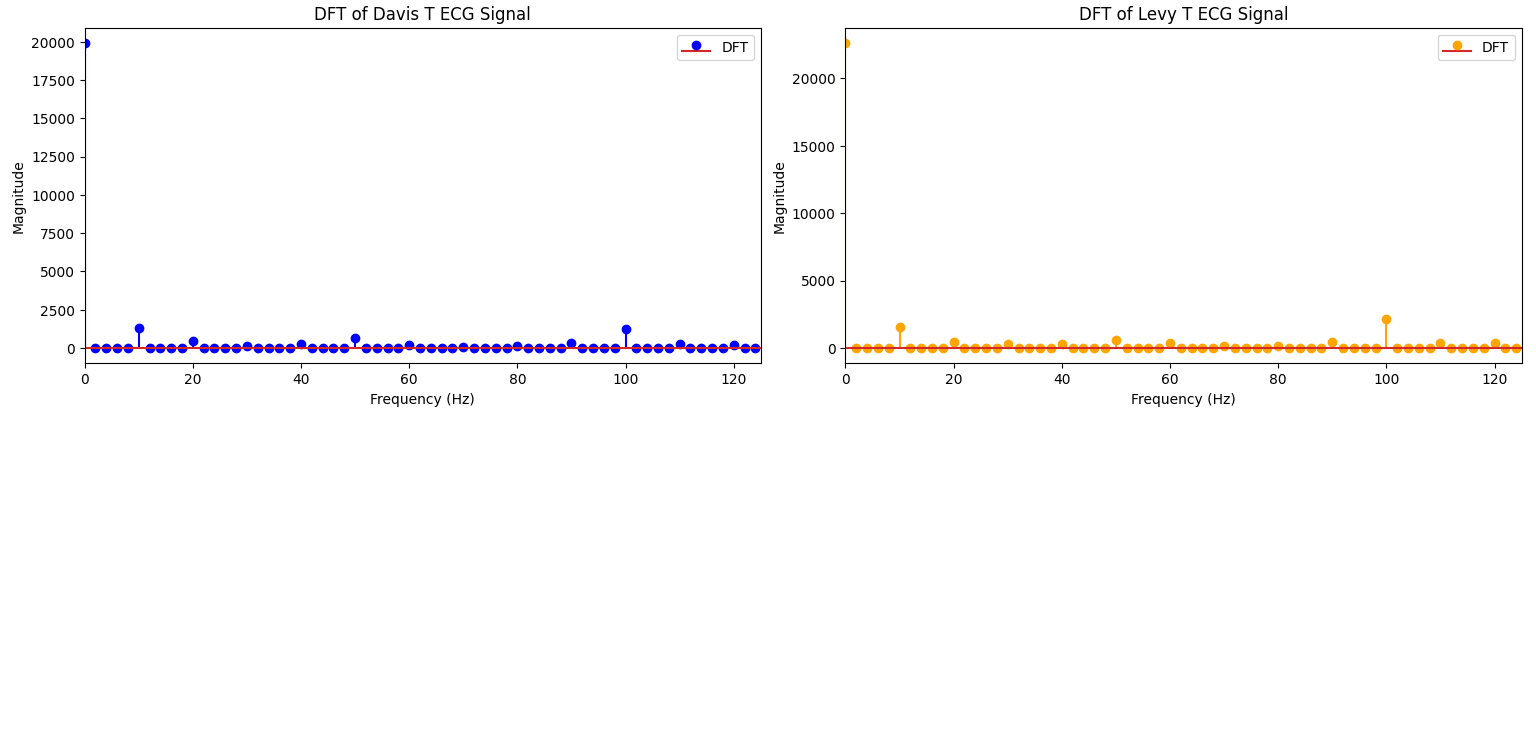 DFT of Davis T ECG Signal
DFT
20000
17500
15000
12500
10000
7500
5000
2500
0
Magnitude
0 20 40 60 80 100 120
Frequency (Hz)
DFT of Levy T ECG Signal
DFT
20000
15000
10000
5000
0
Magnitude
0 20 40 60 80 100 120
Frequency (Hz)